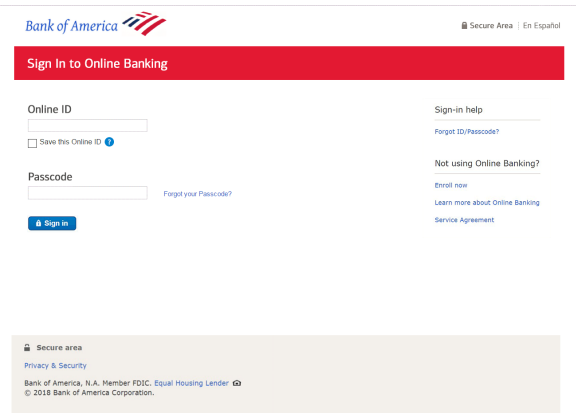 Bank of America
Secure Area | En Español
Sign In to Online Banking
Online ID
Save this Online ID ?
Passcode
Forgot your Passcode?
Sign in
Sign-in help
Forgot ID/Passcode?
Not using Online Banking?
Enroll now
Learn more about Online Banking
Service Agreement
Secure area
Privacy & Security
Bank of America, N.A. Member FDIC. Equal Housing Lender
© 2018 Bank of America Corporation.